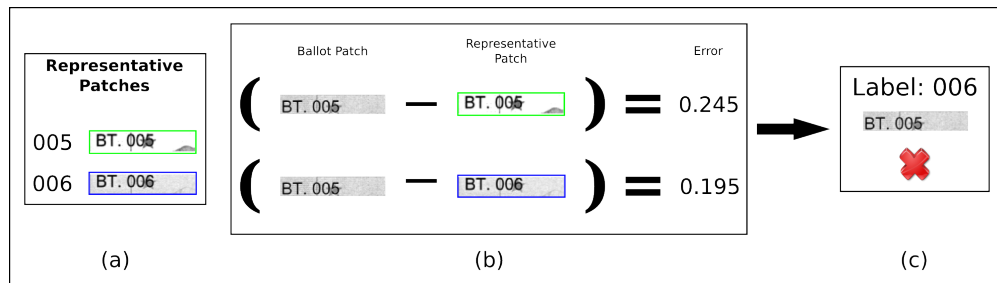 Representative
Patches
005 BT. 005
006 BT. 006
(a)
Ballot Patch Representative
Patch Error
( BT. 005 − BT. 005 ) = 0.245
( BT. 005 − BT. 006 ) = 0.195
(b)
Label: 006
BT. 005
(c)